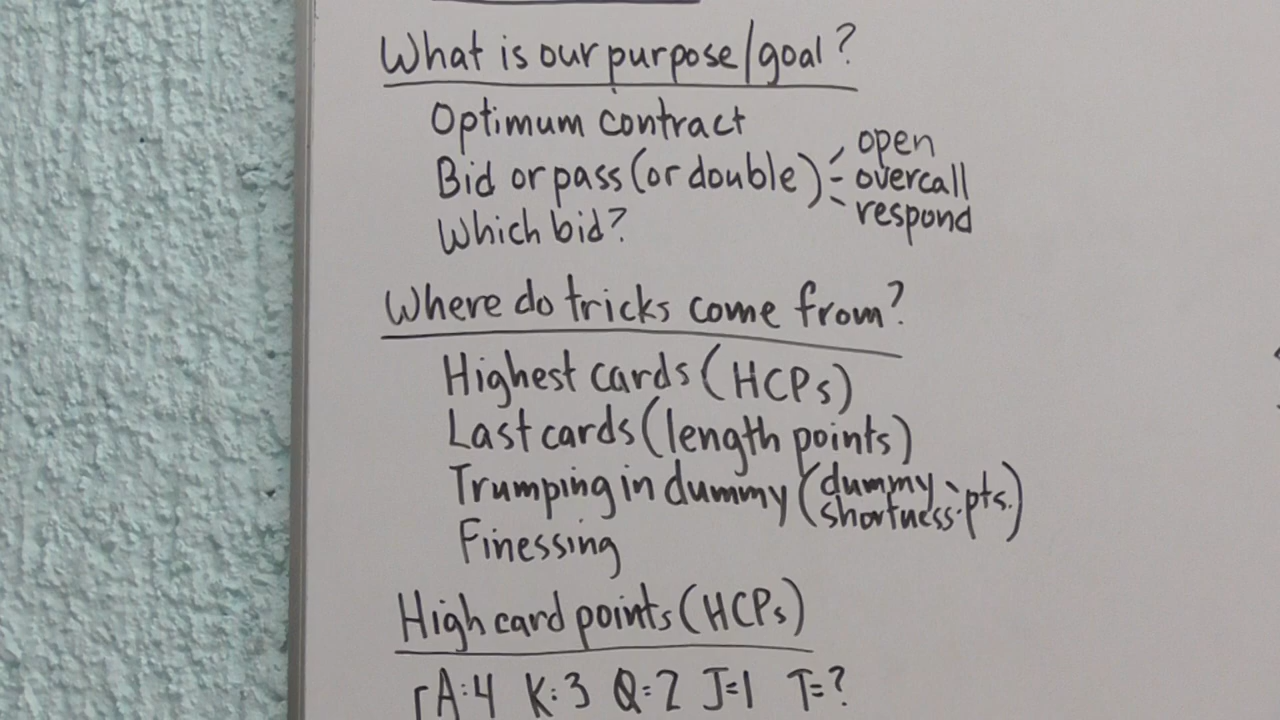 What is our purpose/goal?
Optimum contract
Bid or pass (or double)
open
overcall
respond
Which bid?
Where do tricks come from?
Highest cards (HCPs)
Last cards (length points)
Trumping in dummy (dummy shortness pts.)
Finessing
High card points (HCPs)
A:4 K:3 Q=2 J=1 T=?